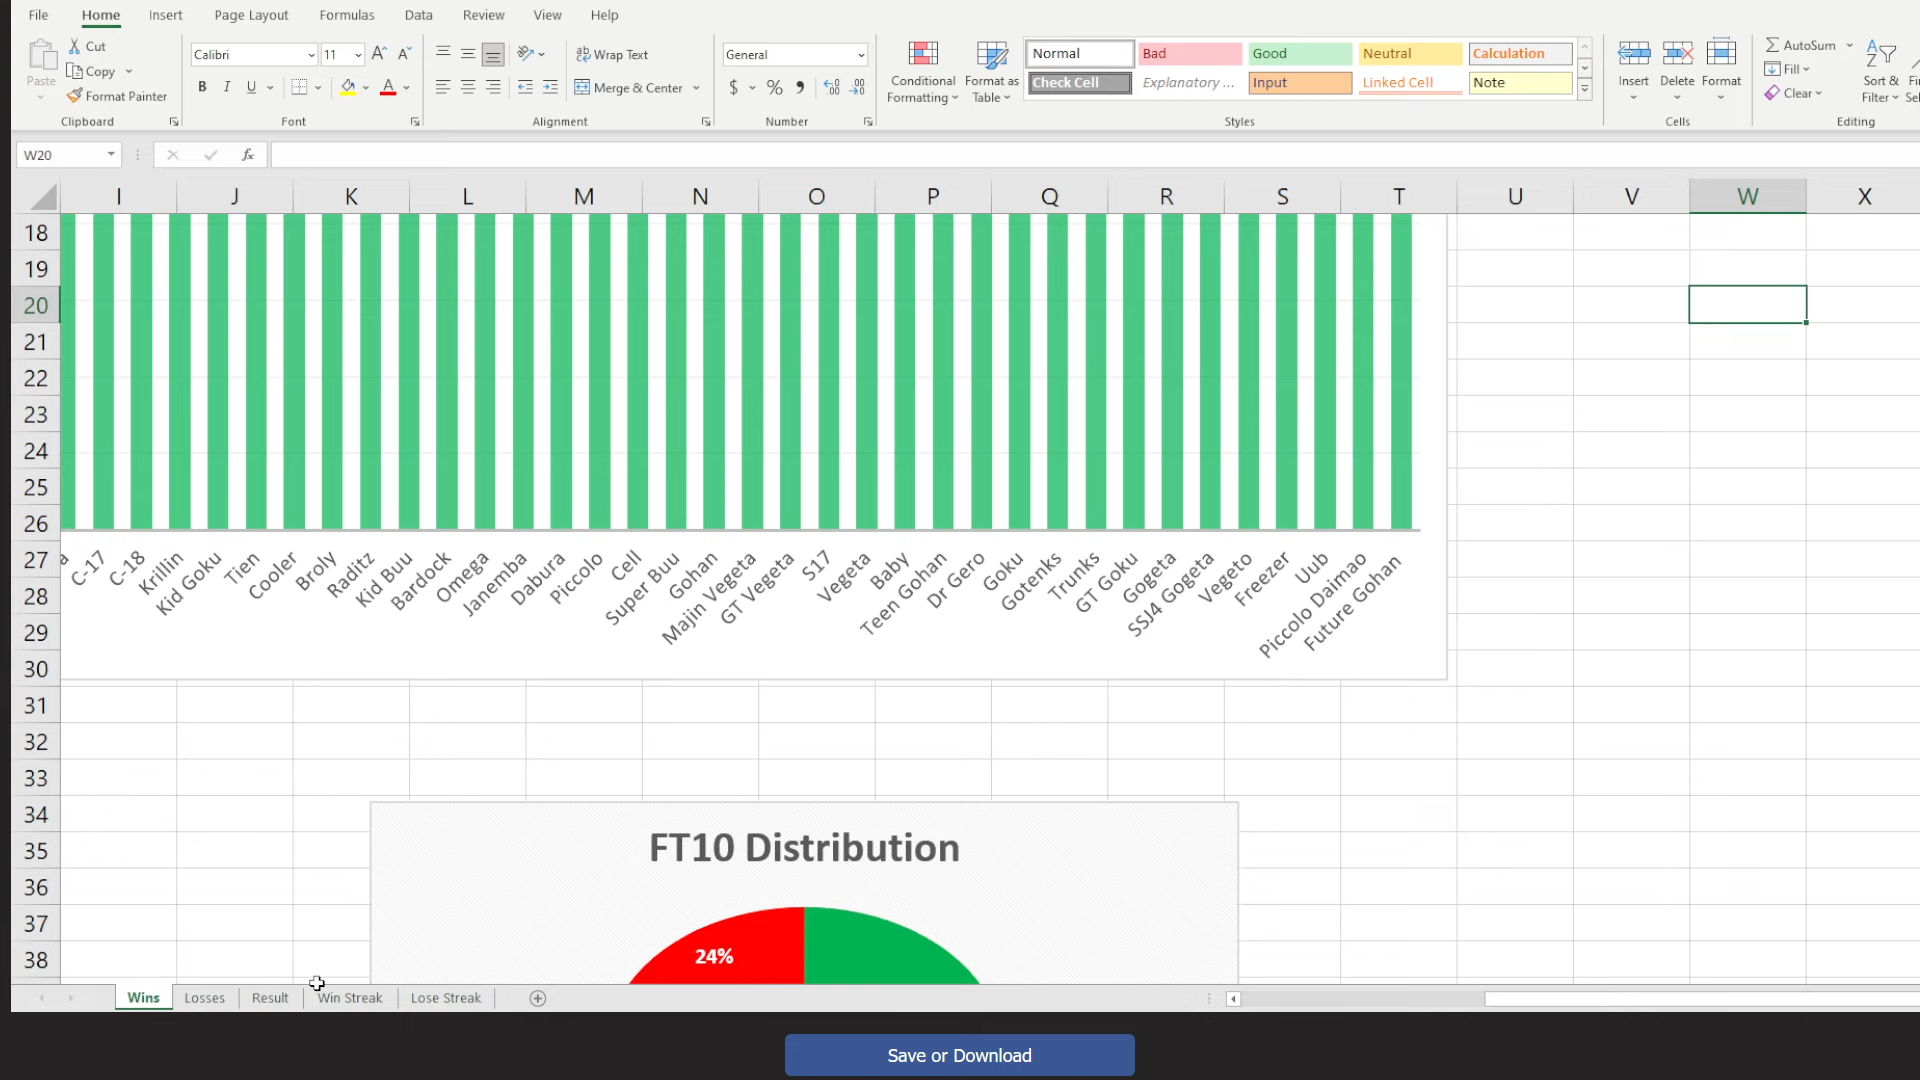 File Home Insert Page Layout Formulas Data Review View Help
Paste
Cut
Copy
Format Painter
Clipboard
Calibri 11 A A
B I U A
Font
ab Wrap Text
Merge & Center
Alignment
General
$ % ,
Number
Conditional Formatting
Format as Table
Normal Bad Good Neutral Calculation
Check Cell Explanatory ... Input Linked Cell Note
Styles
Insert Delete Format
Cells
AutoSum
Fill
Clear
Sort & Filter
Editing
W20 fx
I J K L M N O P Q R S T U V W X
18
19
20
21
22
23
24
25
26
27
28
29
30
31
32
33
34
35
36
37
38
a C-17 C-18 Krillin Kid Goku Tien Cooler Broly Raditz Kid Buu Bardock Omega Janemba Dabura Piccolo Cell Super Buu Gohan Majin Vegeta GT Vegeta S17 Vegeta Baby Teen Gohan Dr Gero Goku Gotenks Trunks GT Goku Gogeta SSJ4 Gogeta Vegeto Freezer Uub Piccolo Daimao Future Gohan
FT10 Distribution
24%
Wins Losses Result Win Streak Lose Streak
Save or Download